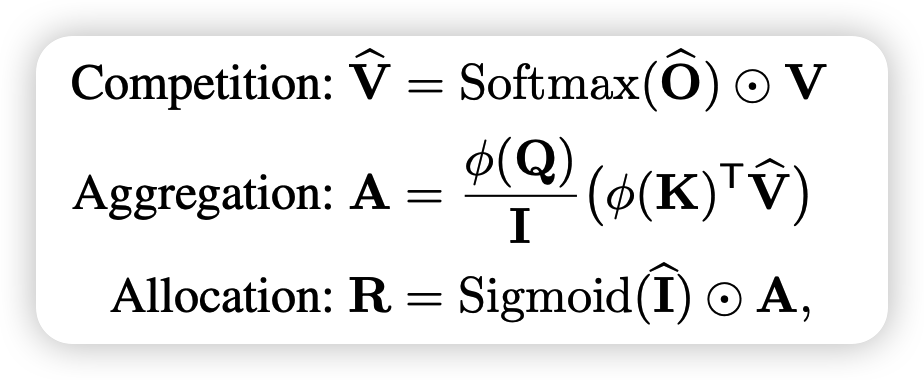 Competition: V̂ = Softmax(Ô) ⊙ V
Aggregation: A = ϕ(Q)/I (ϕ(K)ᵀV̂)
Allocation: R = Sigmoid(Î) ⊙ A,